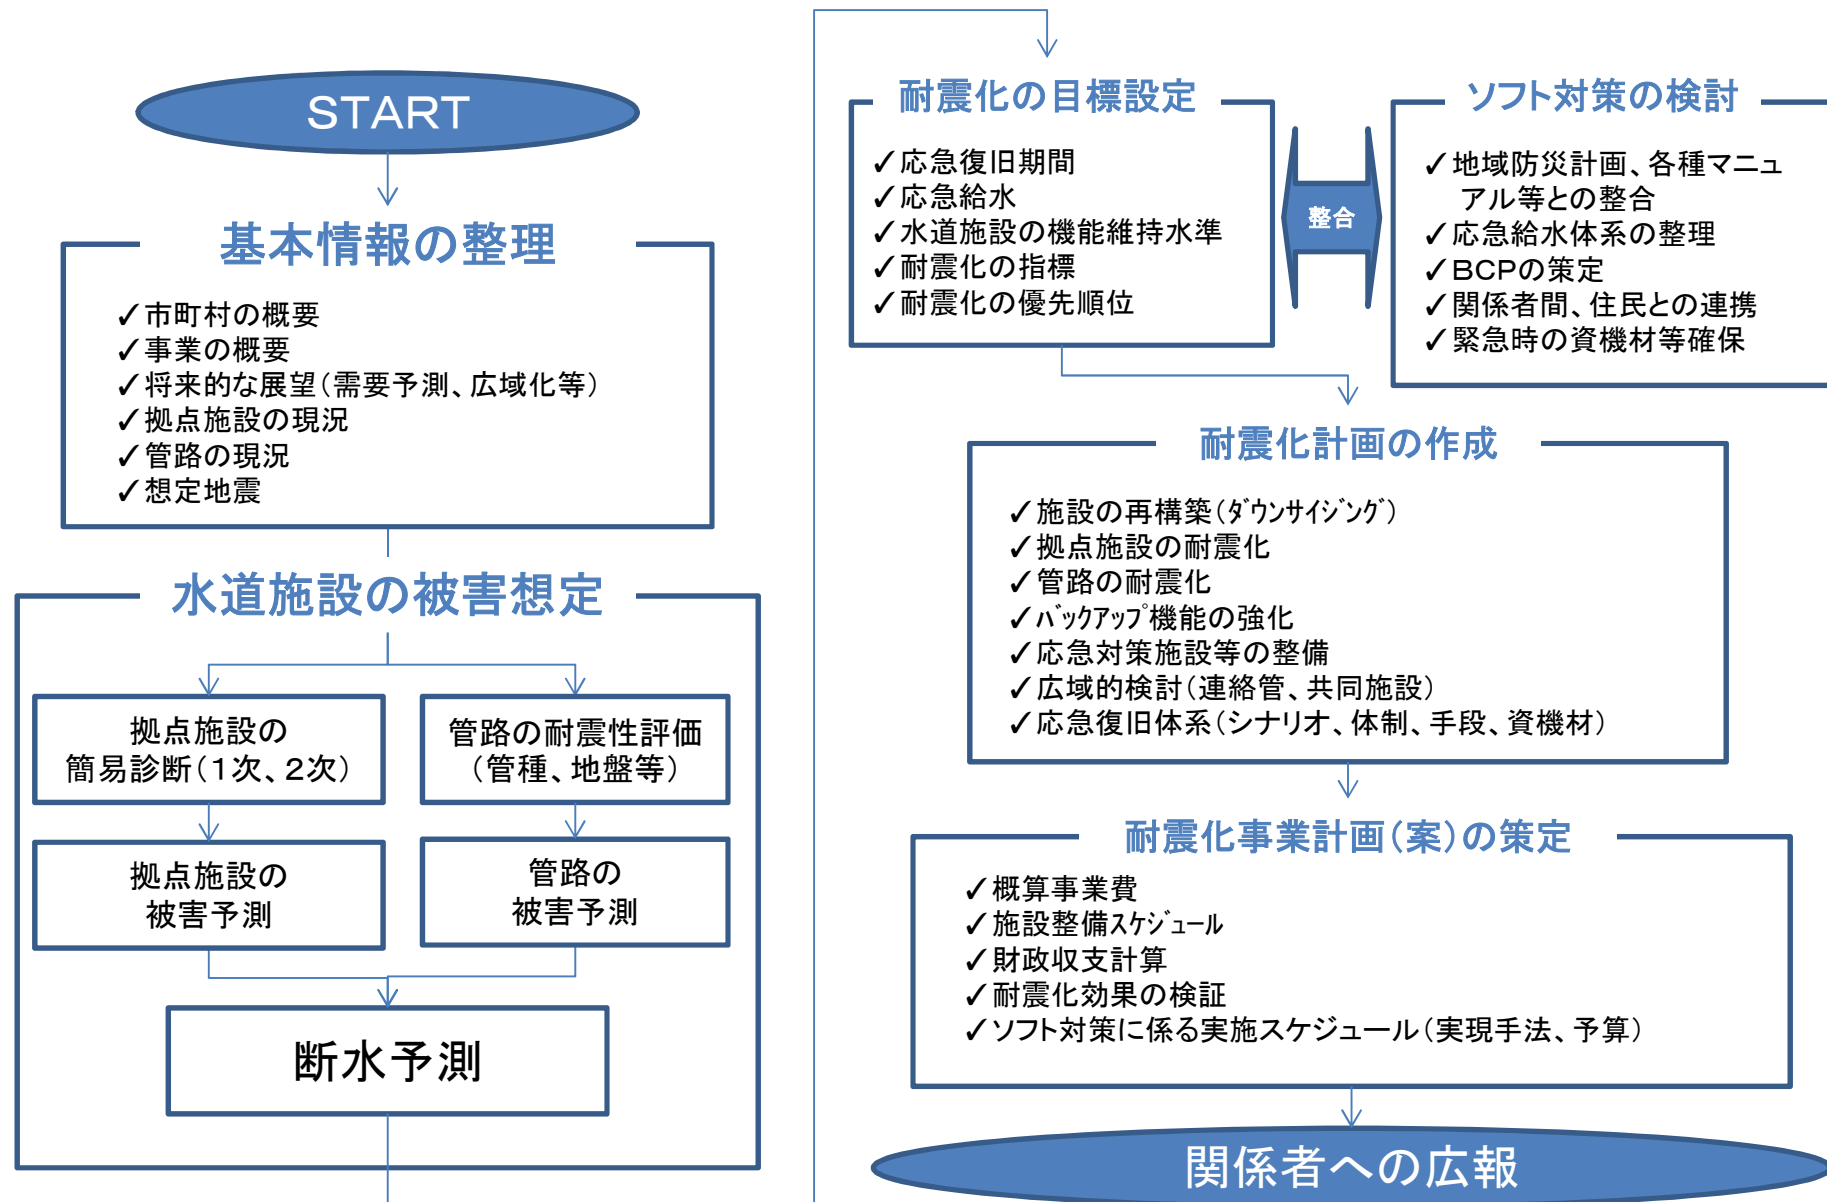 START
基本情報の整理
✓市町村の概要
✓事業の概要
✓将来的な展望（需要予測、広域化等）
✓拠点施設の現況
✓管路の現況
✓想定地震
水道施設の被害想定
拠点施設の
簡易診断（１次、２次）
管路の耐震性評価
（管種、地盤等）
拠点施設の
被害予測
管路の
被害予測
断水予測
耐震化の目標設定
✓応急復旧期間
✓応急給水
✓水道施設の機能維持水準
✓耐震化の指標
✓耐震化の優先順位
整合
ソフト対策の検討
✓地域防災計画、各種マニュ
アル等との整合
✓応急給水体系の整理
✓ＢＣＰの策定
✓関係者間、住民との連携
✓緊急時の資機材等確保
耐震化計画の作成
✓施設の再構築（ﾀﾞｳﾝｻｲｼﾞﾝｸﾞ）
✓拠点施設の耐震化
✓管路の耐震化
✓ﾊﾞｯｸｱｯﾌﾟ機能の強化
✓応急対策施設等の整備
✓広域的検討（連絡管、共同施設）
✓応急復旧体系（シナリオ、体制、手段、資機材）
耐震化事業計画（案）の策定
✓概算事業費
✓施設整備ｽｹｼﾞｭｰﾙ
✓財政収支計算
✓耐震化効果の検証
✓ソフト対策に係る実施スケジュール（実現手法、予算）
関係者への広報